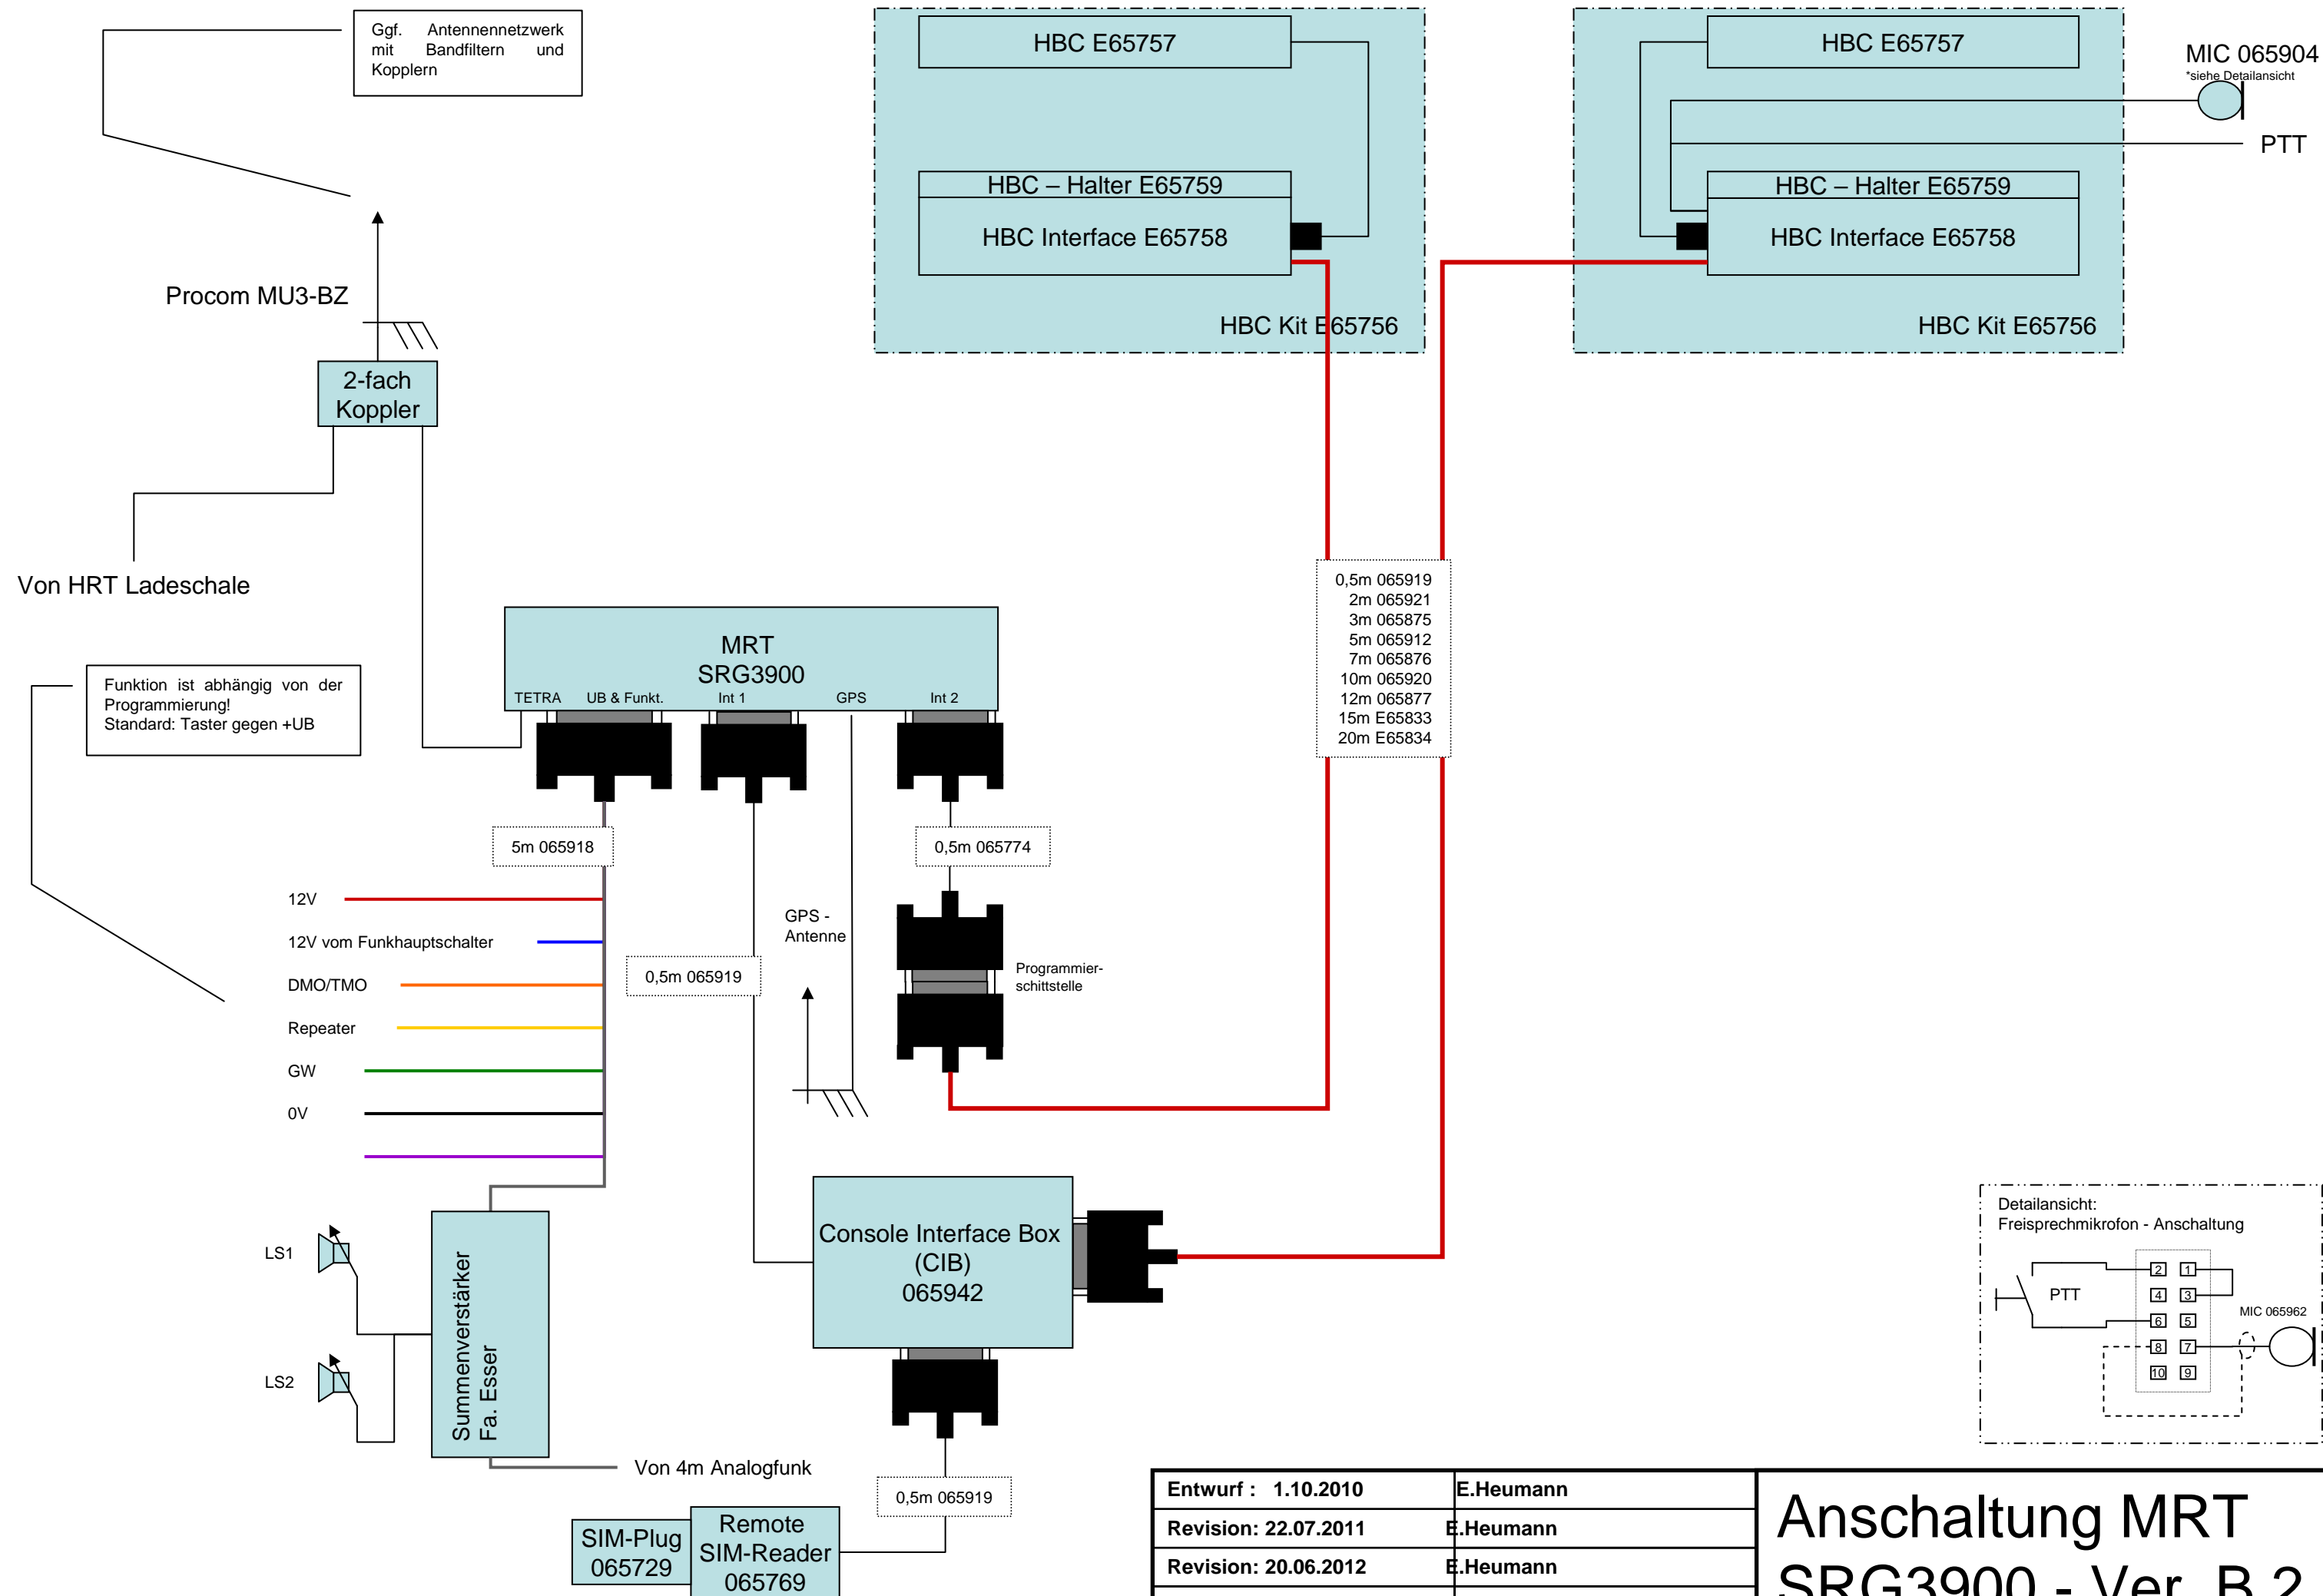 Ggf. Antennennetzwerk
mit Bandfiltern und
Kopplern
HBC E65757
HBC E65757
MIC 065904
*siehe Detailansicht
PTT
HBC – Halter E65759
HBC Interface E65758
HBC Kit E65756
HBC – Halter E65759
HBC Interface E65758
HBC Kit E65756
Procom MU3-BZ
2-fach
Koppler
Von HRT Ladeschale
0,5m 065919
2m 065921
3m 065875
5m 065912
7m 065876
10m 065920
12m 065877
15m E65833
20m E65834
MRT
SRG3900
TETRA
UB & Funkt.
Int 1
GPS
Int 2
Funktion ist abhängig von der
Programmierung!
Standard: Taster gegen +UB
5m 065918
0,5m 065774
12V
12V vom Funkhauptschalter
DMO/TMO
Repeater
GW
0V
0,5m 065919
GPS -
Antenne
Programmier-
schittstelle
Console Interface Box
(CIB)
065942
LS1
LS2
Summenverstärker
Fa. Esser
Von 4m Analogfunk
0,5m 065919
SIM-Plug
065729
Remote
SIM-Reader
065769
Detailansicht:
Freisprechmikrofon - Anschaltung
PTT
2 1
4 3
6 5
8 7
10 9
MIC 065962
Entwurf : 1.10.2010 E.Heumann
Revision: 22.07.2011 E.Heumann
Revision: 20.06.2012 E.Heumann
Anschaltung MRT
SRG3900 - Ver. B.2